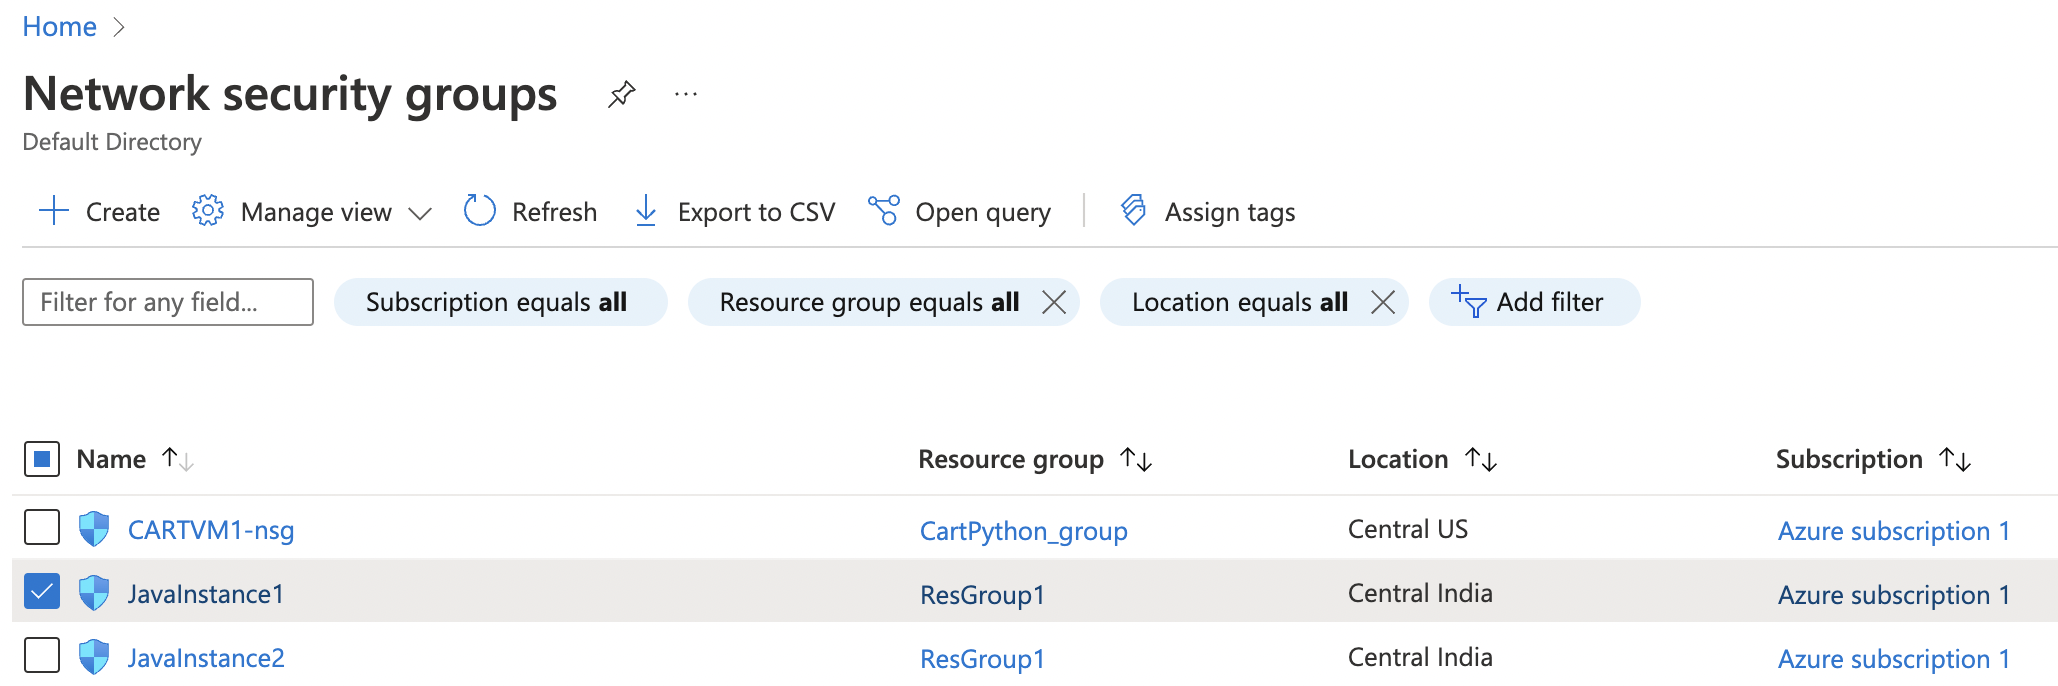 Home
Network security groups
Default Directory
Create Manage view Refresh Export to CSV Open query Assign tags
Filter for any field... Subscription equals all Resource group equals all Location equals all Add filter
Name Resource group Location Subscription
CARTVM1-nsg CartPython_group Central US Azure subscription 1
JavaInstance1 ResGroup1 Central India Azure subscription 1
JavaInstance2 ResGroup1 Central India Azure subscription 1